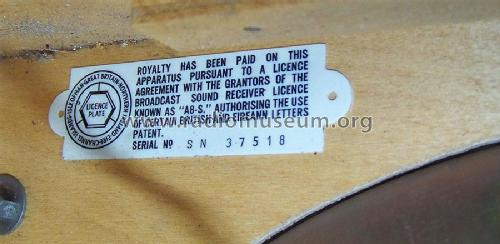 ROYALTY HAS BEEN PAID ON THIS
APPARATUS PURSUANT TO A LICENCE
AGREEMENT WITH THE GRANTORS OF THE
BROADCAST SOUND RECEIVER LICENCE
KNOWN AS "A8-S." AUTHORISING THE USE
OF CERTAIN BRITISH AND EIREANN LETTERS
PATENT.
SERIAL NO SN 37518
LICENCE
PLATE
www.radiomuseum.org